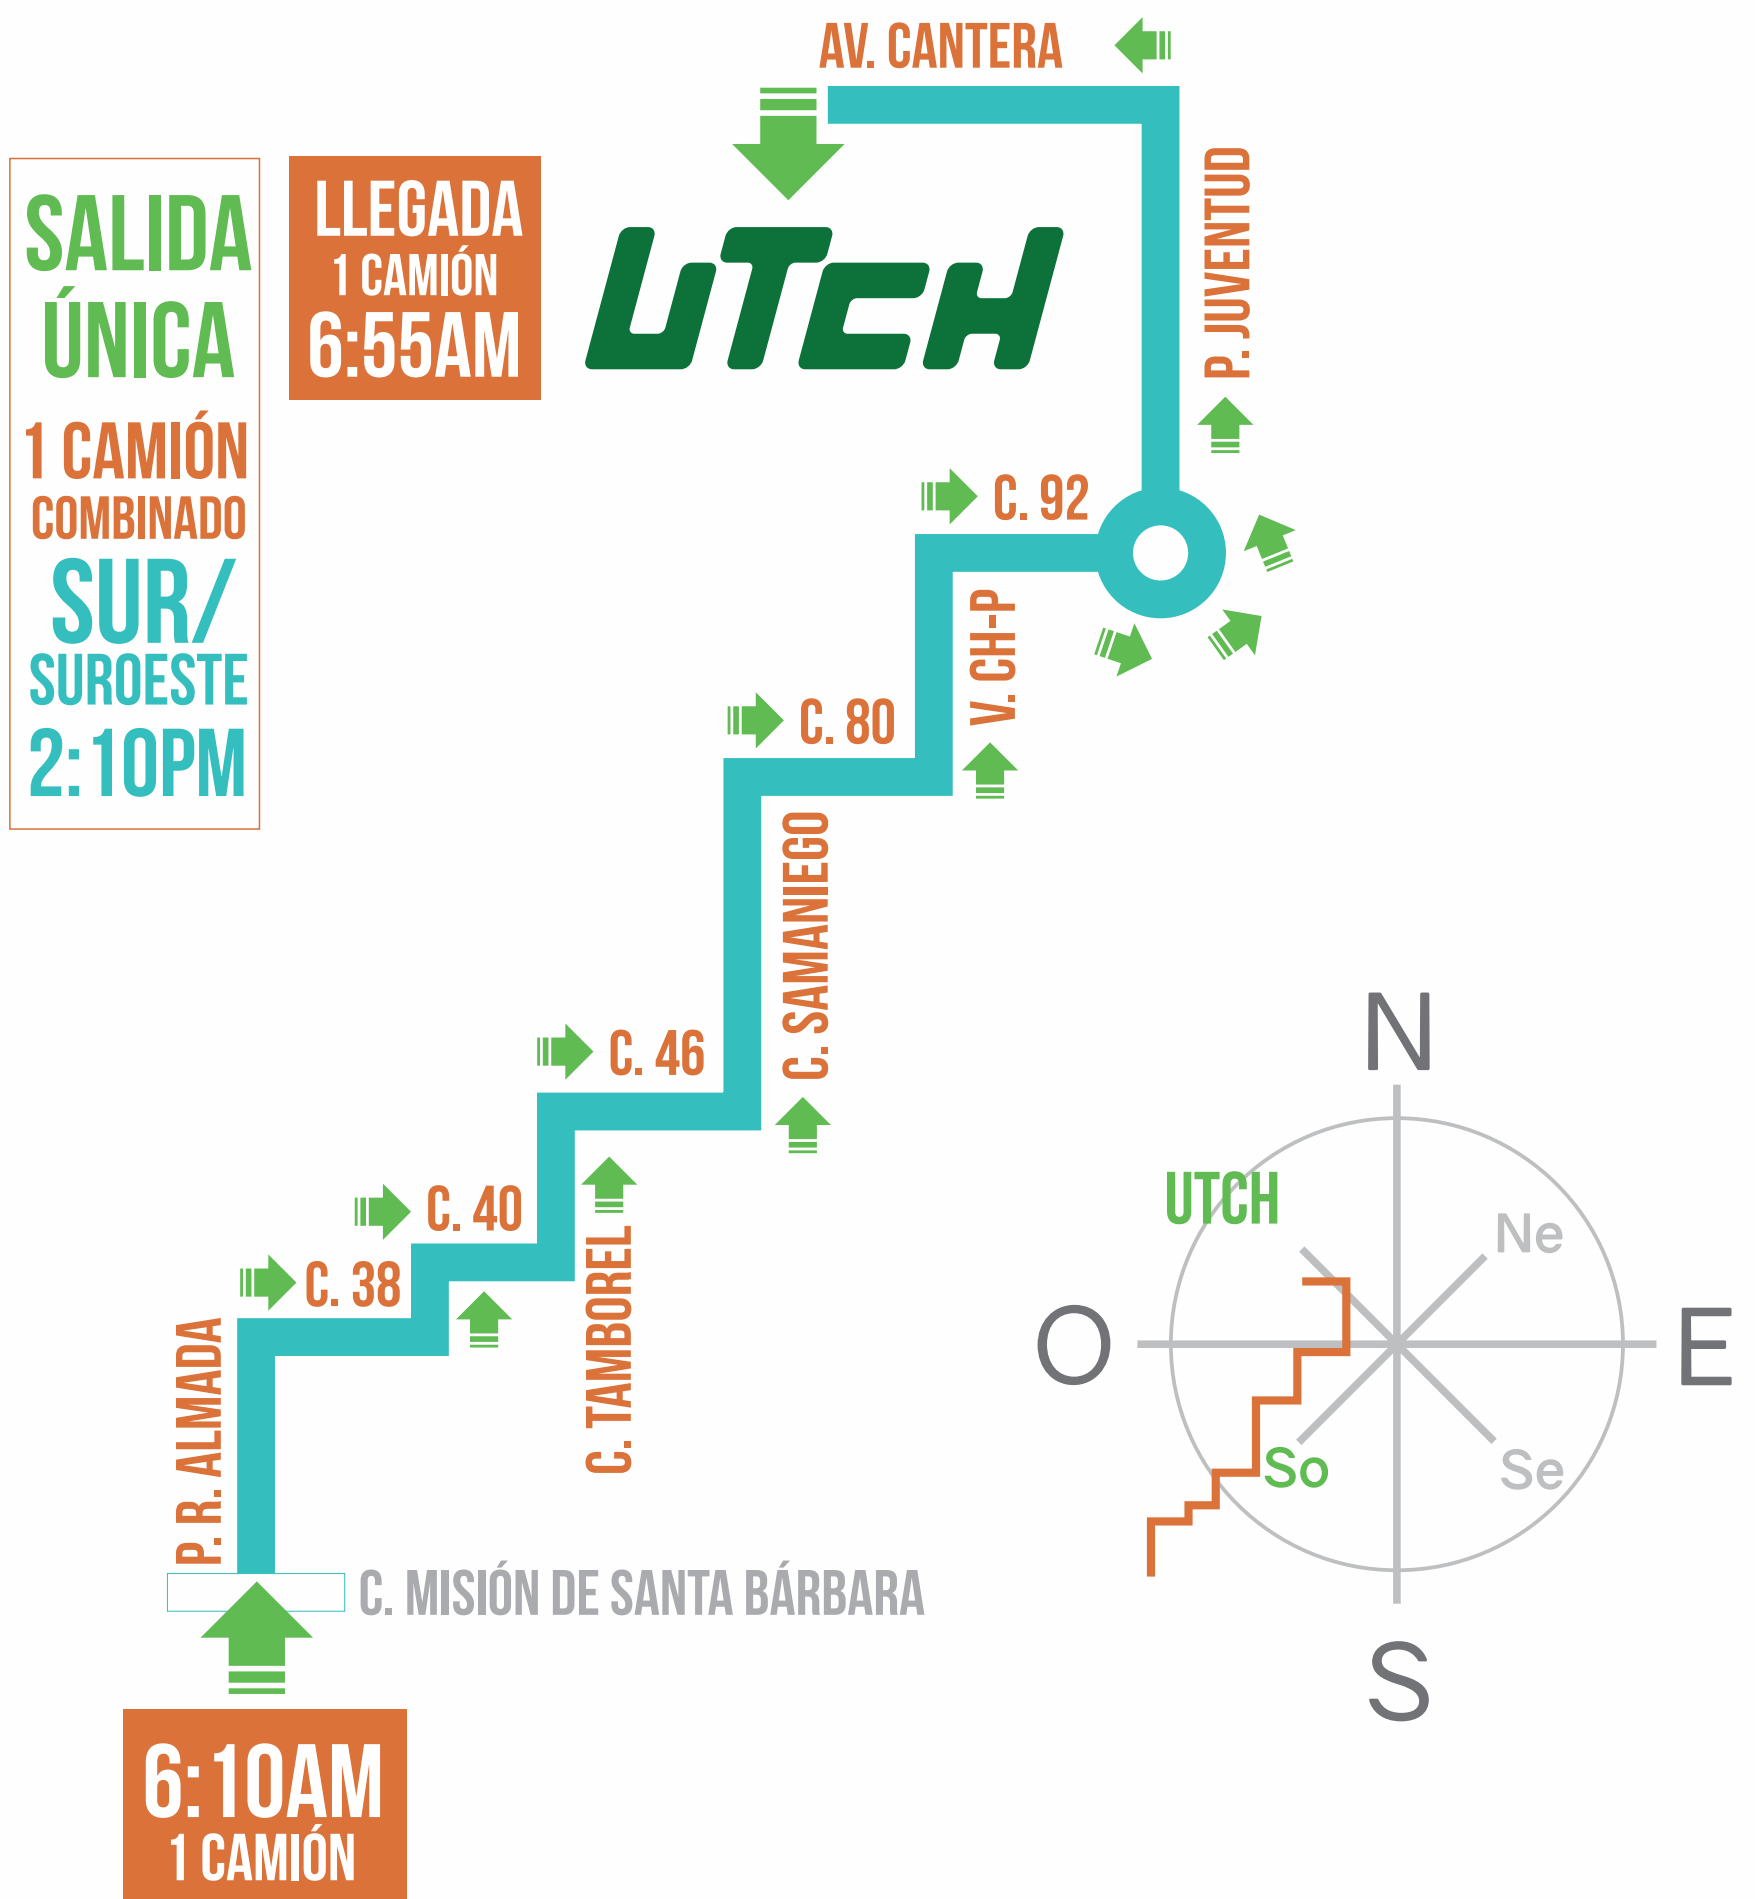 AV. CANTERA
SALIDA
ÚNICA
1 CAMIÓN
COMBINADO
SUR/
SUROESTE
2:10PM
LLEGADA
1 CAMIÓN
6:55AM
UTCH
P. JUVENTUD
C. 92
V. CH-P
C. 80
C. SAMANIEGO
C. 46
C. TAMBOREL
C. 40
C. 38
P. R. ALMADA
C. MISIÓN DE SANTA BÁRBARA
6:10AM
1 CAMIÓN
N
UTCH
Ne
O
E
So
Se
S